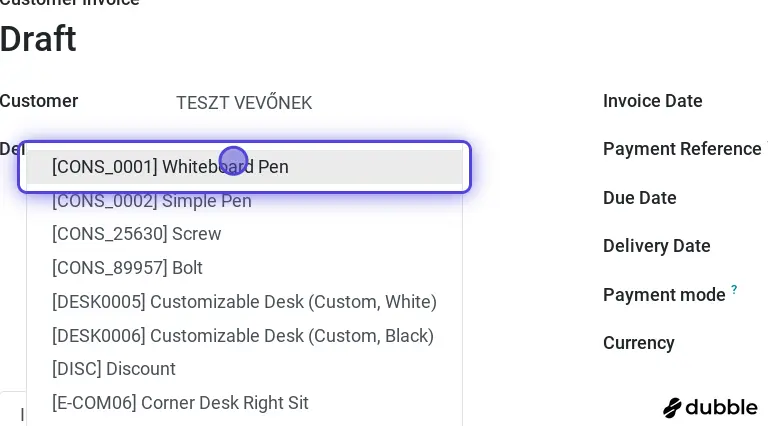 Customer Invoice
Draft
Customer
TESZT VEVŐNEK
Invoice Date
Del
Payment Reference
[CONS_0001] Whiteboard Pen
[CONS_0002] Simple Pen
Due Date
[CONS_25630] Screw
Delivery Date
[CONS_89957] Bolt
[DESK0005] Customizable Desk (Custom, White)
Payment mode ?
[DESK0006] Customizable Desk (Custom, Black)
Currency
[DISC] Discount
[E-COM06] Corner Desk Right Sit
dubble